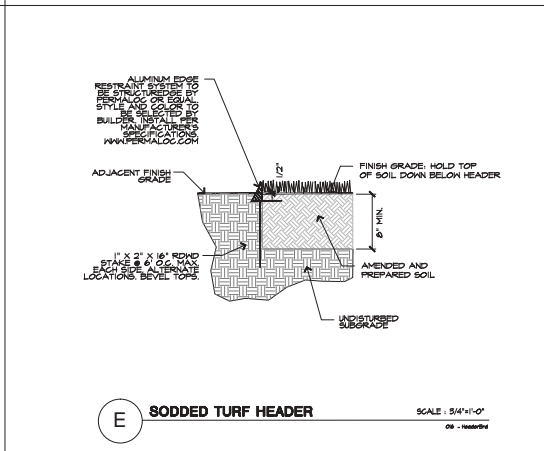 ALUMINUM EDGE
RESTRAINT SYSTEM TO
BE STRUCTUREDGE BY
PERMALOC OR EQUAL.
STYLE AND COLOR TO
BE SELECTED BY
BUILDER. INSTALL PER
MANUFACTURER'S
SPECIFICATIONS.
WWW.PERMALOC.COM
1/2"
FINISH GRADE: HOLD TOP
OF SOIL DOWN BELOW HEADER
ADJACENT FINISH
GRADE
6" MIN.
1" X 2" X 16" RDWD
STAKE @ 6' O.C. MAX.
EACH SIDE, ALTERNATE
LOCATIONS. BEVEL TOPS.
AMENDED AND
PREPARED SOIL
UNDISTURBED
SUBGRADE
E
SODDED TURF HEADER
SCALE : 3/4"=1'-0"
016 - HeaderBrd